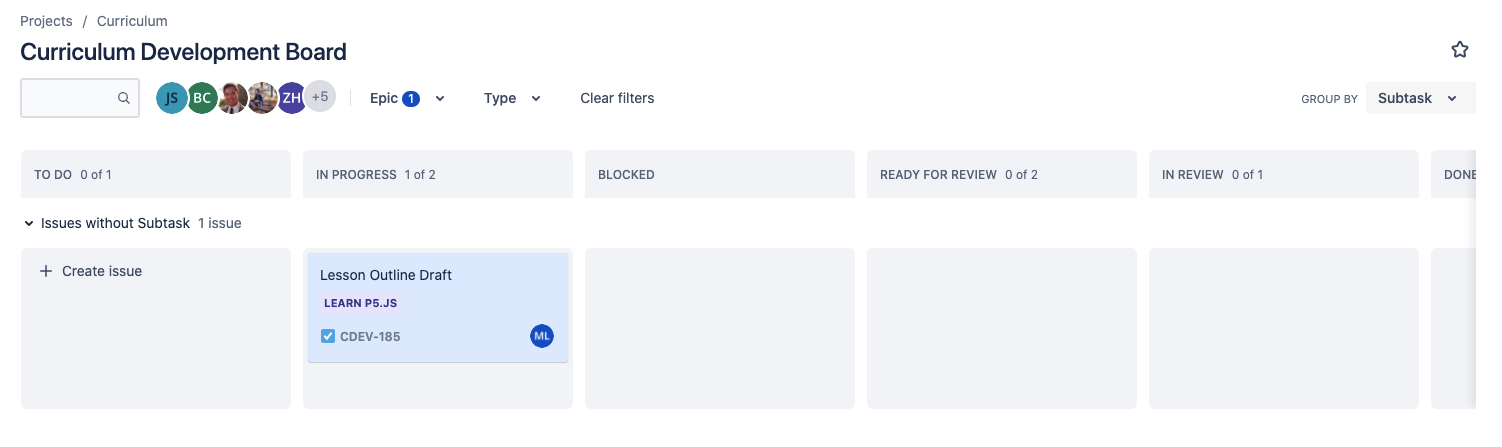 Projects / Curriculum
Curriculum Development Board
JS BC ZH +5 Epic 1 Type Clear filters GROUP BY Subtask
TO DO 0 of 1 IN PROGRESS 1 of 2 BLOCKED READY FOR REVIEW 0 of 2 IN REVIEW 0 of 1 DONE
Issues without Subtask 1 issue
+ Create issue
Lesson Outline Draft
LEARN P5.JS
CDEV-185 ML